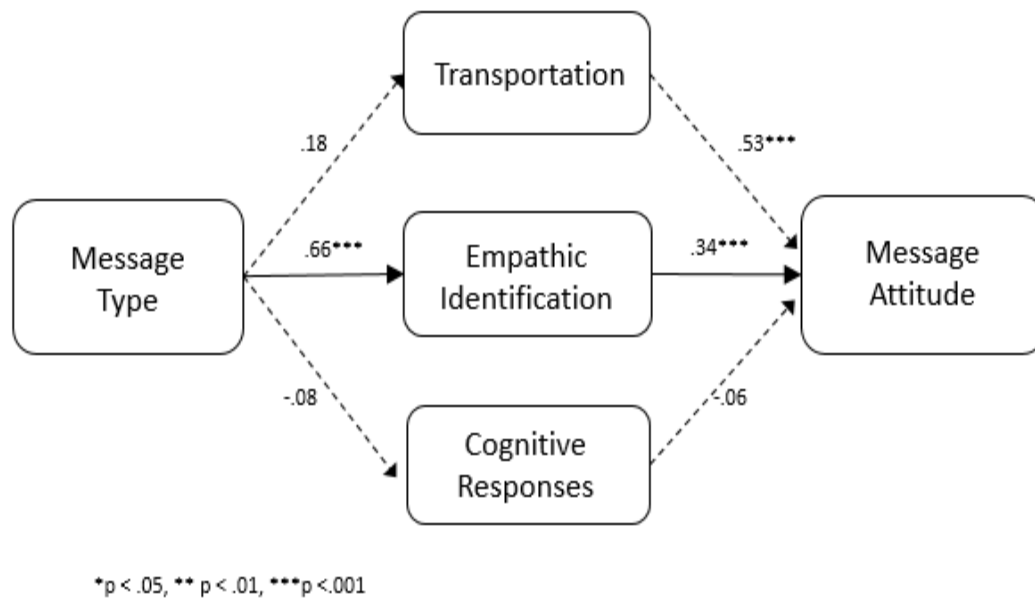 Transportation
.18
.53***
Message
Type
.66***
Empathic
Identification
.34***
Message
Attitude
-.08
-.06
Cognitive
Responses
*p < .05, ** p < .01, ***p <.001